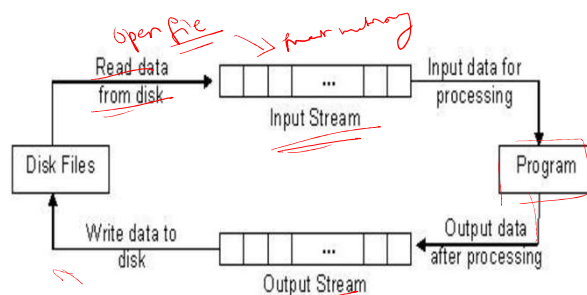 Open file
Read data
from disk
...
Input Stream
Input data for
processing
Disk Files
Program
Write data to
disk
...
Output Stream
Output data
after processing